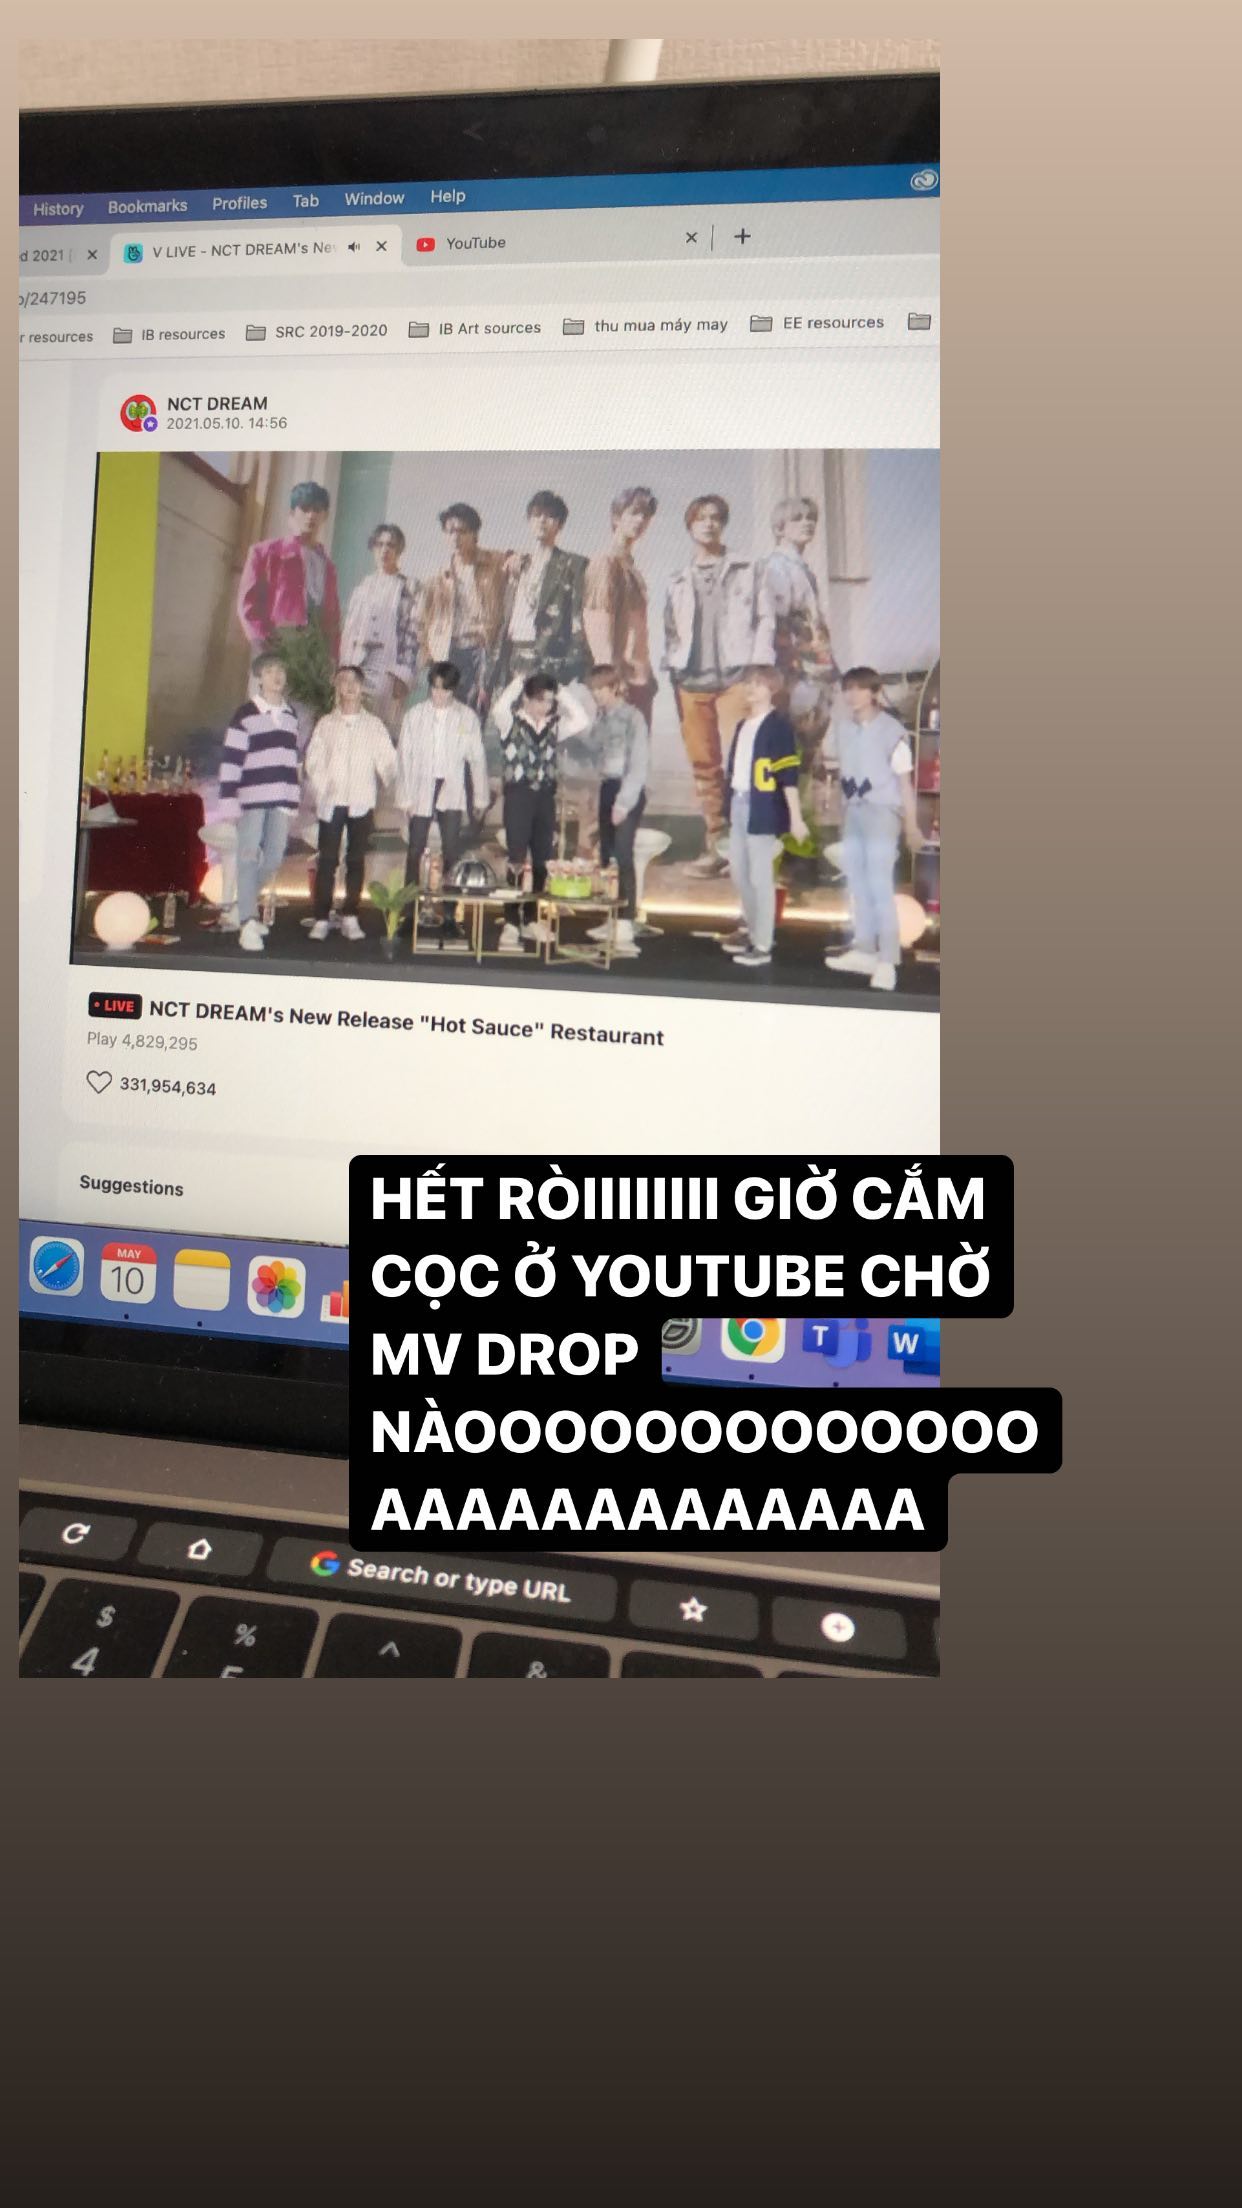 History Bookmarks Profiles Tab Window Help
d 2021
V LIVE - NCT DREAM's Ne
YouTube
/247195
r resources IB resources SRC 2019-2020 IB Art sources thu mua máy may EE resources
NCT DREAM
2021.05.10. 14:56
C
LIVE NCT DREAM's New Release "Hot Sauce" Restaurant
Play 4,829,295
331,954,634
Suggestions
MAY
10
HẾT RÒIIIIIIIII GIỜ CẮM
CỌC Ở YOUTUBE CHỜ
MV DROP
T W
NÀOOOOOOOOOOOOOOO
AAAAAAAAAAAAA
Search or type URL
$ % ^ &
4